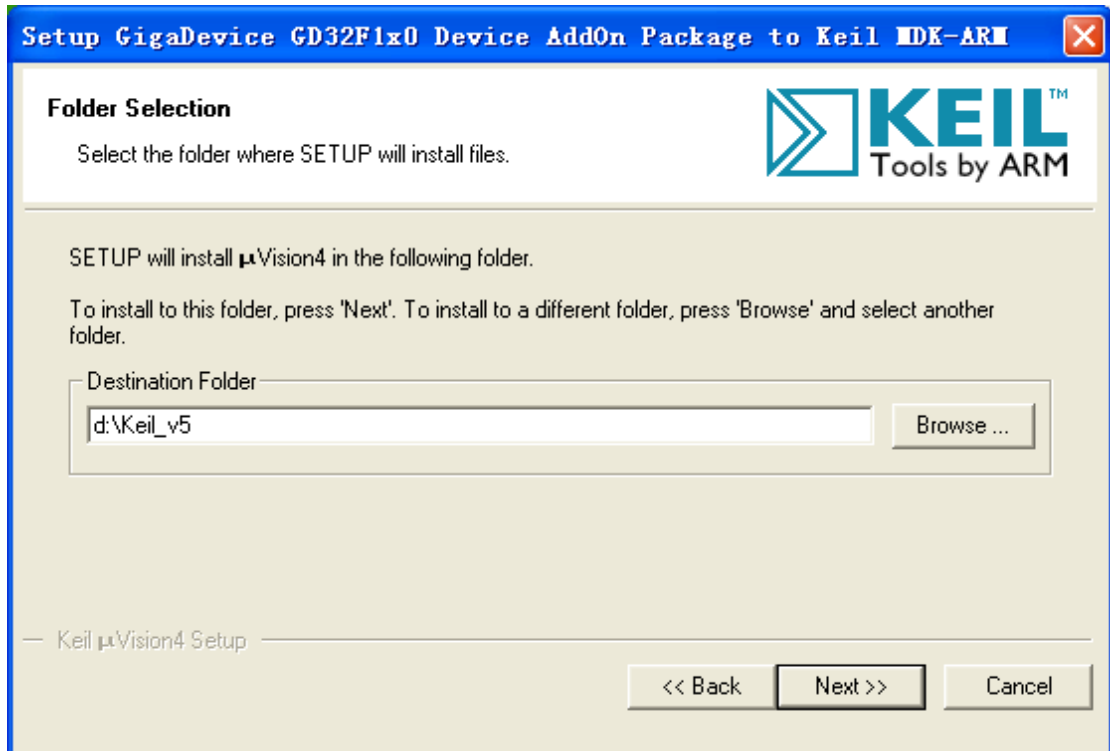 Setup GigaDevice GD32F1x0 Device AddOn Package to Keil MDK-ARM
Folder Selection
Select the folder where SETUP will install files.
KEIL™
Tools by ARM
SETUP will install µVision4 in the following folder.
To install to this folder, press 'Next'. To install to a different folder, press 'Browse' and select another
folder.
Destination Folder
d:\Keil_v5
Browse ...
Keil µVision4 Setup
<< Back
Next >>
Cancel